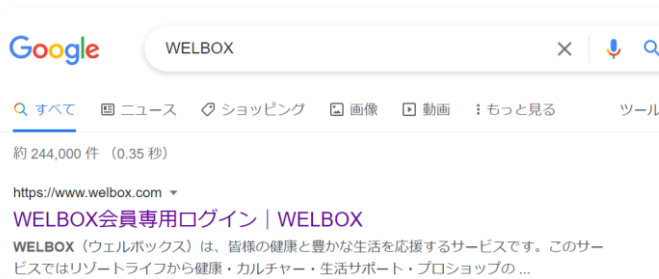 Google WELBOX
すべて ニュース ショッピング 画像 動画 もっと見る ツール
約 244,000 件 （0.35 秒）
https://www.welbox.com
WELBOX会員専用ログイン｜WELBOX
WELBOX（ウェルボックス）は、皆様の健康と豊かな生活を応援するサービスです。このサー
ビスではリゾートライフから健康・カルチャー・生活サポート・プロショップの ...